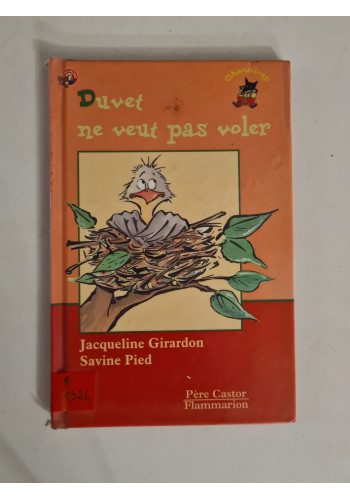 Duvet
ne veut pas voler
Jacqueline Girardon
Savine Pied
Père Castor
Flammarion